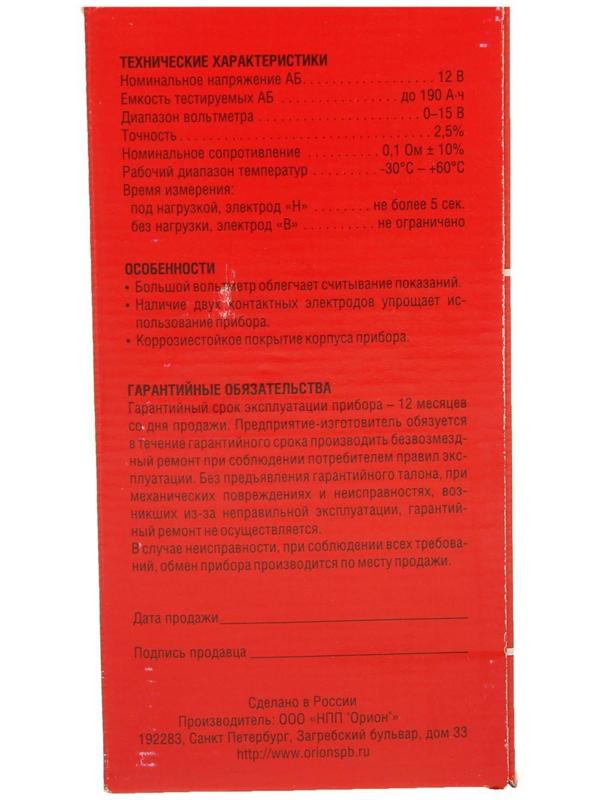 ТЕХНИЧЕСКИЕ ХАРАКТЕРИСТИКИ
Номинальное напряжение АБ. . . . . . . . . . . . . . . . . 12 В
Емкость тестируемых АБ . . . . . . . . . . . . . . до 190 А·ч
Диапазон вольтметра . . . . . . . . . . . . . . . . . . 0–15 В
Точность. . . . . . . . . . . . . . . . . . . . . . . . . . . . . . . 2,5%
Номинальное сопротивление . . . . . . . . . 0,1 Ом ± 10%
Рабочий диапазон температур . . . . . . . -30°С – +60°С
Время измерения:
под нагрузкой, электрод «Н» . . . . . . . не более 5 сек.
без нагрузки, электрод «В» . . . . . . . не ограничено
ОСОБЕННОСТИ
• Большой вольтметр облегчает считывание показаний.
• Наличие двух контактных электродов упрощает ис-
пользование прибора.
• Коррозиестойкое покрытие корпуса прибора.
ГАРАНТИЙНЫЕ ОБЯЗАТЕЛЬСТВА
Гарантийный срок эксплуатации прибора – 12 месяцев
со дня продажи. Предприятие-изготовитель обязуется
в течение гарантийного срока производить безвозмезд-
ный ремонт при соблюдении потребителем правил экс-
плуатации. Без предъявления гарантийного талона, при
механических повреждениях и неисправностях, воз-
никших из-за неправильной эксплуатации, гарантий-
ный ремонт не осуществляется.
В случае неисправности, при соблюдении всех требова-
ний, обмен прибора производится по месту продажи.
Дата продажи
Подпись продавца
Сделано в России
Производитель: ООО «НПП "Орион"»
192283, Санкт Петербург, Загребский бульвар, дом 33
http://www.orionspb.ru